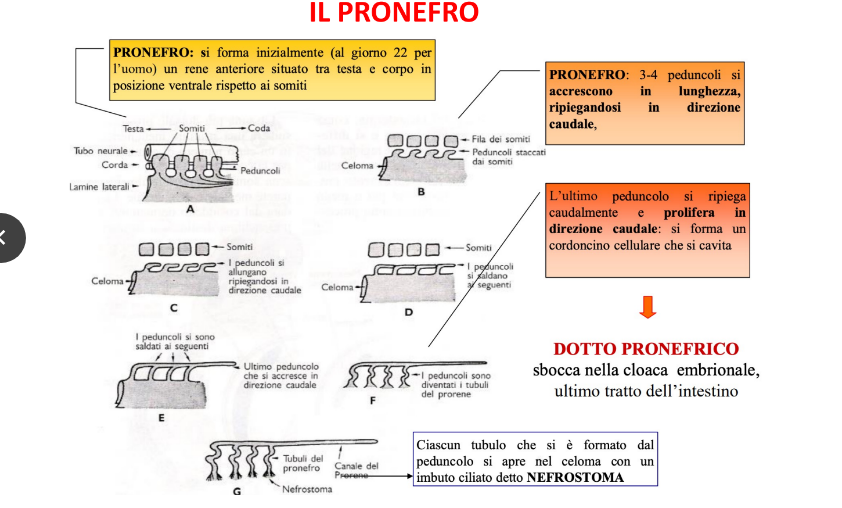 IL PRONEFRO
PRONEFRO: si forma inizialmente (al giorno 22 per
l'uomo) un rene anteriore situato tra testa e corpo in
posizione ventrale rispetto ai somiti
PRONEFRO: 3-4 peduncoli si
accrescono in lunghezza,
ripiegandosi in direzione
caudale,
Testa Somiti Coda
Tubo neurale
Corda
Peduncoli
Lamine laterali
A
Fila dei somiti
Peduncoli staccati
dai somiti
Celoma
B
L'ultimo peduncolo si ripiega
caudalmente e prolifera in
direzione caudale: si forma un
cordoncino cellulare che si cavita
Somiti
I peduncoli si
allungano
ripiegandosi in
direzione caudale
Celoma
C
Somiti
I peduncoli
si saldano
ai seguenti
Celoma
D
I peduncoli si sono
saldati ai seguenti
Ultimo peduncolo
che si accresce in
direzione caudale
Celoma
E
I peduncoli sono
diventati i tubuli
del prorene
F
DOTTO PRONEFRICO
sbocca nella cloaca embrionale,
ultimo tratto dell'intestino
Tubuli del
pronefro
Canale del
Prorene
Nefrostoma
G
Ciascun tubulo che si è formato dal
peduncolo si apre nel celoma con un
imbuto ciliato detto NEFROSTOMA